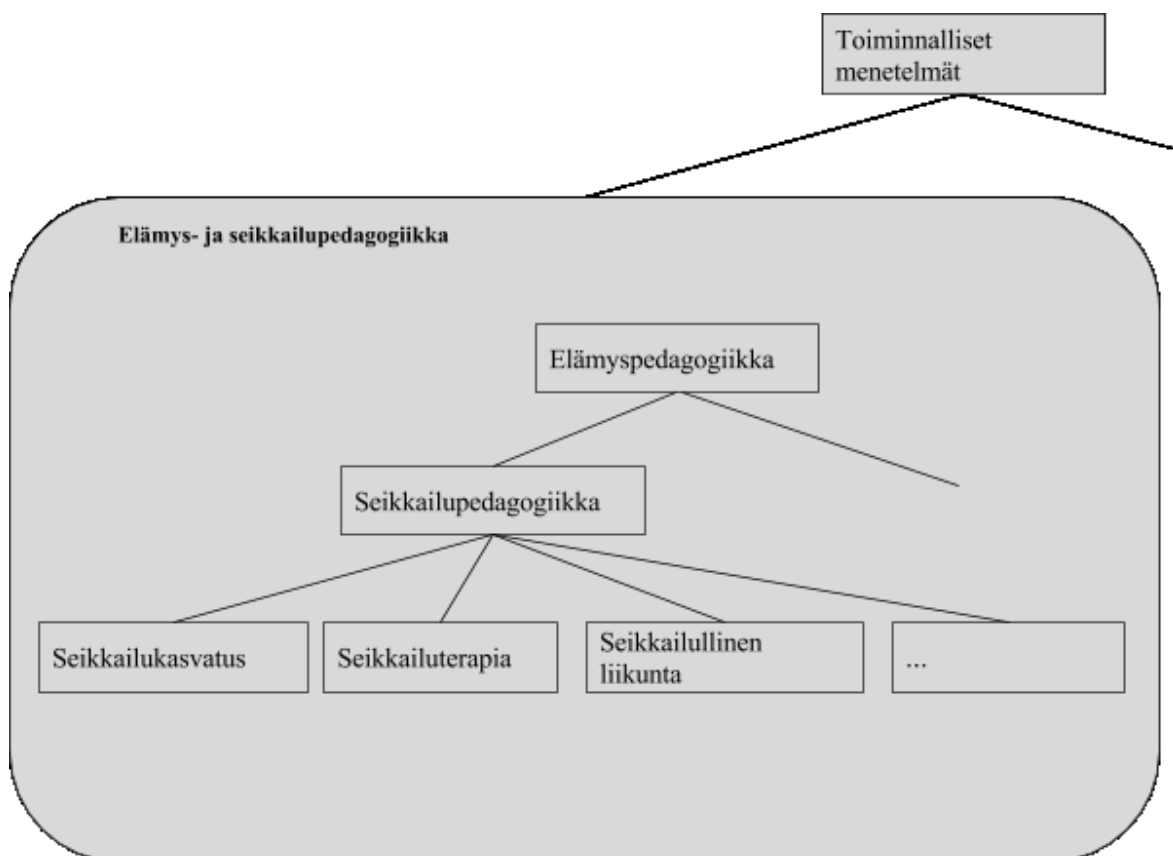 Toiminnalliset
menetelmät
Elämys- ja seikkailupedagogiikka
Elämyspedagogiikka
Seikkailupedagogiikka
Seikkailukasvatus
Seikkailuterapia
Seikkailullinen
liikunta
...